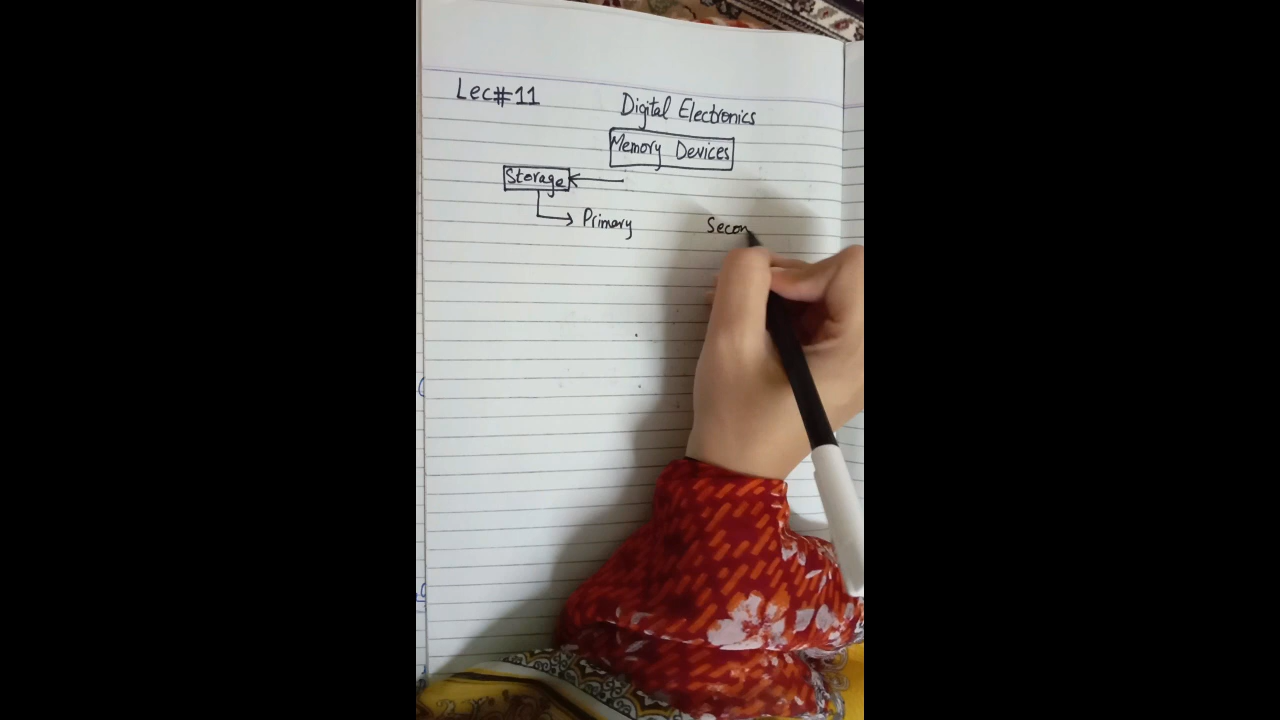 Lec#11
Digital Electronics
Memory Devices
Storage
Primary Secon